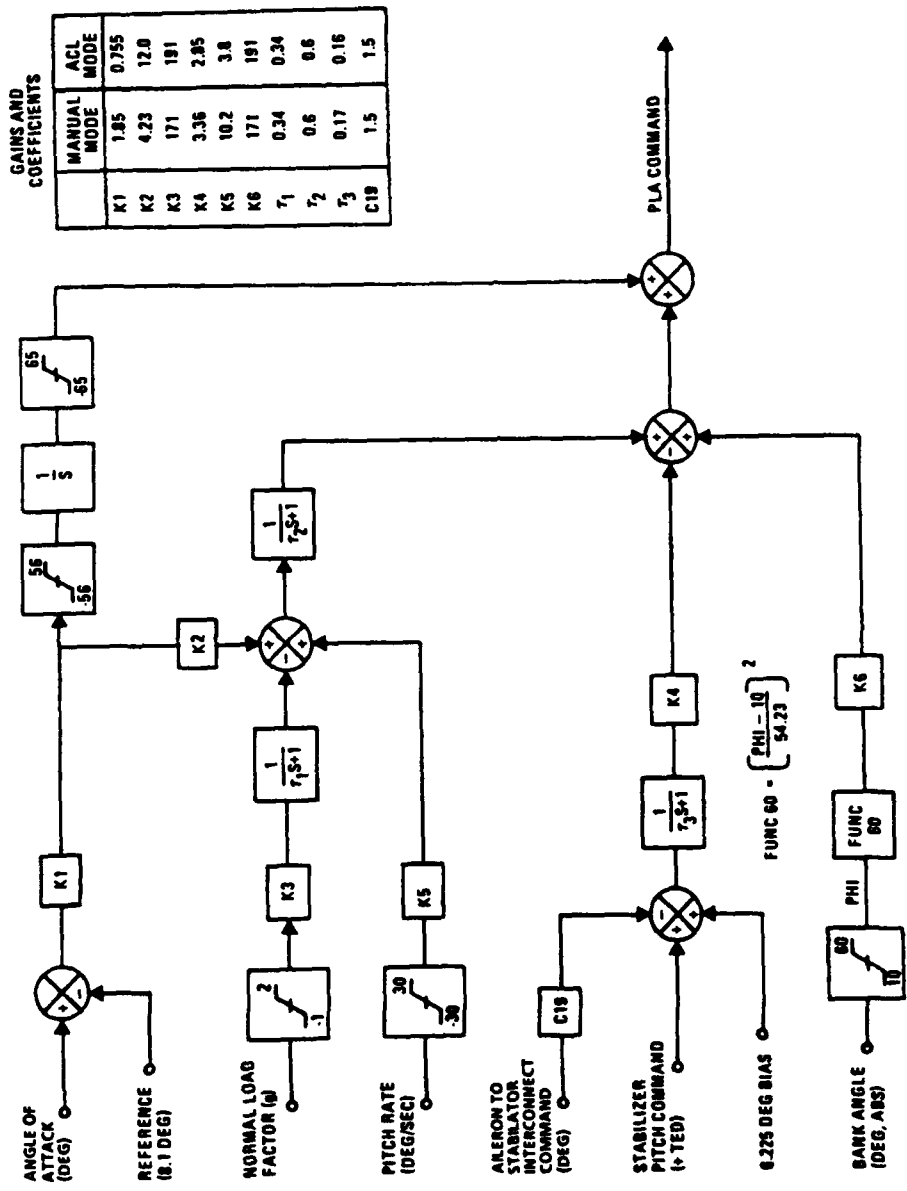 GAINS AND
COEFFICIENTS
MANUAL MODE ACL MODE
K1 1.85 0.755
K2 4.23 12.0
K3 171 191
K4 3.36 2.85
K5 10.2 3.8
K6 171 191
τ1 0.34 0.34
τ2 0.6 0.6
τ3 0.17 0.16
C19 1.5 1.5
ANGLE OF
ATTACK
(DEG)
REFERENCE
(8.1 DEG)
+
-
K1
56
-56
1
S
65
-65
K2
NORMAL LOAD
FACTOR (g)
2
-1
K3
1
τ1S+1
+
-
+
1
τ2S+1
PITCH RATE
(DEG/SEC)
30
-30
K5
AILERON TO
STABILATOR
INTERCONNECT
COMMAND
(DEG)
C19
STABILIZER
PITCH COMMAND
(+ TED)
6.225 DEG BIAS
-
+
+
1
τ3S+1
K4
+
-
+
+
+
PLA COMMAND
FUNC 60 = { PHI - 10 / 54.23 } 2
BANK ANGLE
(DEG, ABS)
60
10
PHI
FUNC
60
K6